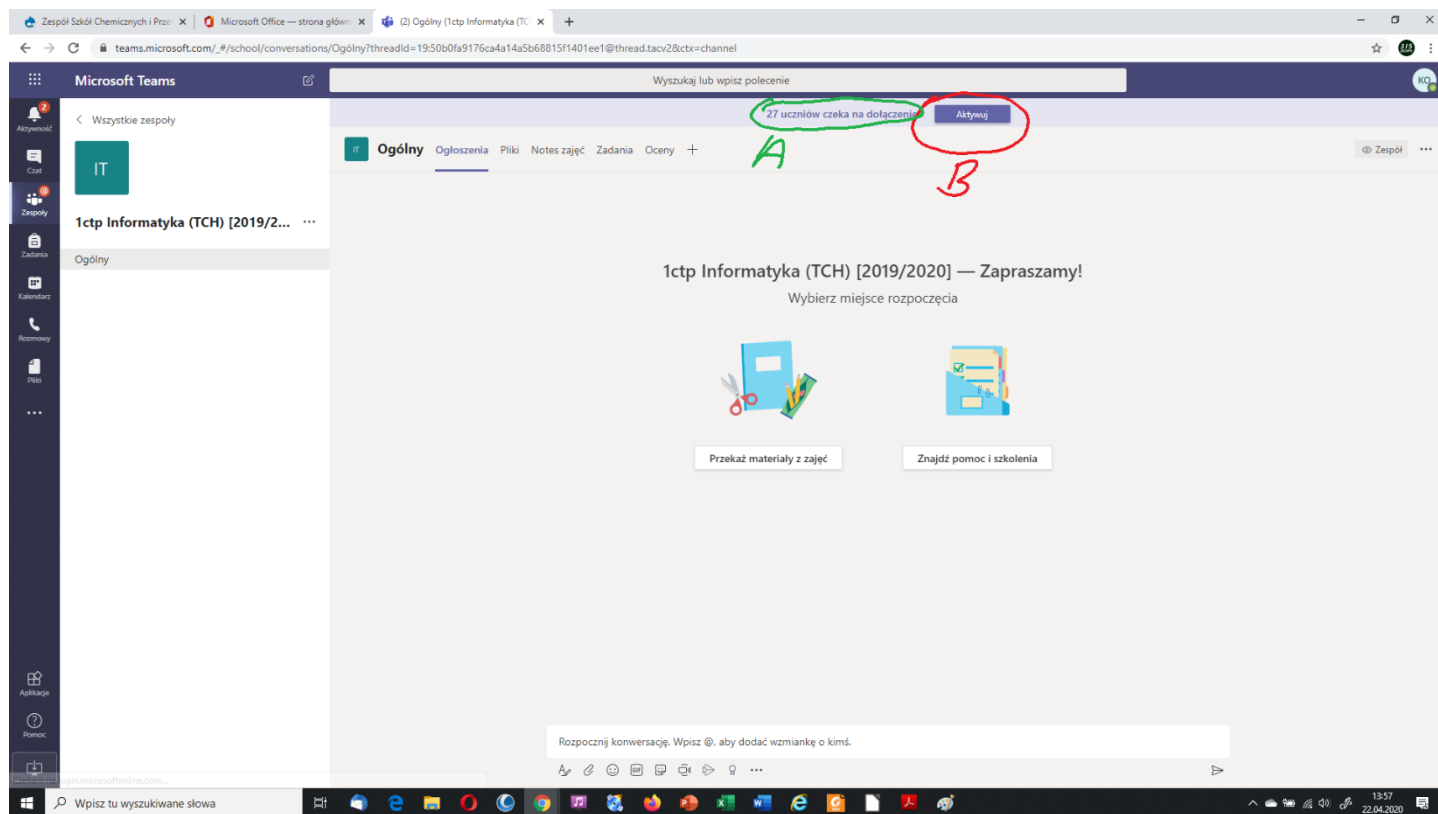 Zespół Szkół Chemicznych i Prze
Microsoft Office — strona główn
(2) Ogólny (1ctp Informatyka (TC
teams.microsoft.com/_#/school/conversations/Ogólny?threadId=19:50b0fa9176ca4a14a5b68815f1401ee1@thread.tacv2&ctx=channel
Microsoft Teams
Wyszukaj lub wpisz polecenie
KO
2
Aktywność
Czat
Zespoły
Zadania
Kalendarz
Rozmowy
Pliki
Aplikacje
Pomoc
Wszystkie zespoły
IT
1ctp Informatyka (TCH) [2019/2...
Ogólny
27 uczniów czeka na dołączenie
Aktywuj
A
B
IT
Ogólny Ogłoszenia Pliki Notes zajęć Zadania Oceny
Zespół
1ctp Informatyka (TCH) [2019/2020] — Zapraszamy!
Wybierz miejsce rozpoczęcia
Przekaż materiały z zajęć
Znajdź pomoc i szkolenia
Rozpocznij konwersację. Wpisz @, aby dodać wzmiankę o kimś.
GIF
Wpisz tu wyszukiwane słowa
13:57
22.04.2020